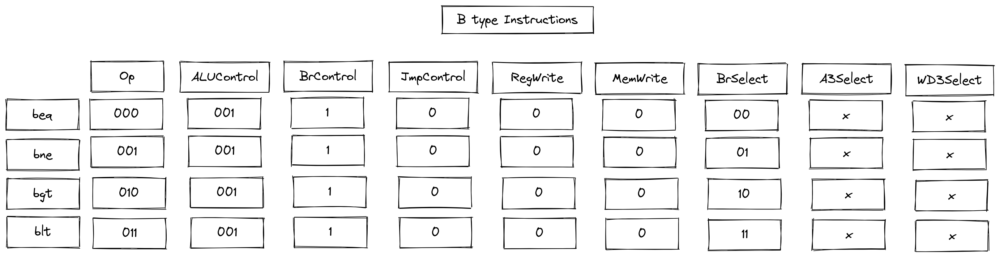 B type Instructions
Op ALUControl BrControl JmpControl RegWrite MemWrite BrSelect A3Select WD3Select
bea 000 001 1 0 0 0 00 x x
bne 001 001 1 0 0 0 01 x x
bgt 010 001 1 0 0 0 10 x x
blt 011 001 1 0 0 0 11 x x